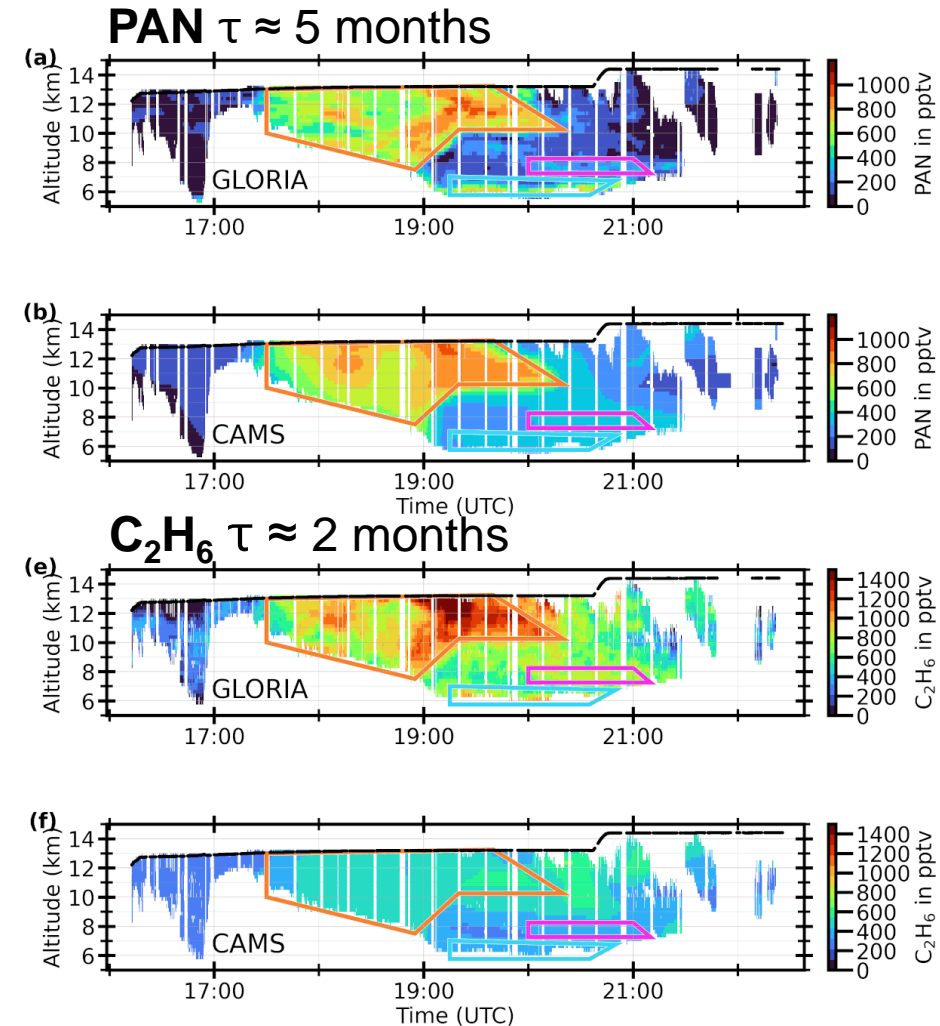 PAN τ ≈ 5 months
(a)
Altitude (km)
14
12
10
8
6
GLORIA
17:00 19:00 21:00
1000
800
600
400
200
0
PAN in pptv
(b)
Altitude (km)
14
12
10
8
6
CAMS
17:00 19:00 21:00
Time (UTC)
1000
800
600
400
200
0
PAN in pptv
C₂H₆ τ ≈ 2 months
(e)
Altitude (km)
14
12
10
8
6
GLORIA
17:00 19:00 21:00
1400
1200
1000
800
600
400
200
0
C₂H₆ in pptv
(f)
Altitude (km)
14
12
10
8
6
CAMS
17:00 19:00 21:00
Time (UTC)
1400
1200
1000
800
600
400
200
0
C₂H₆ in pptv